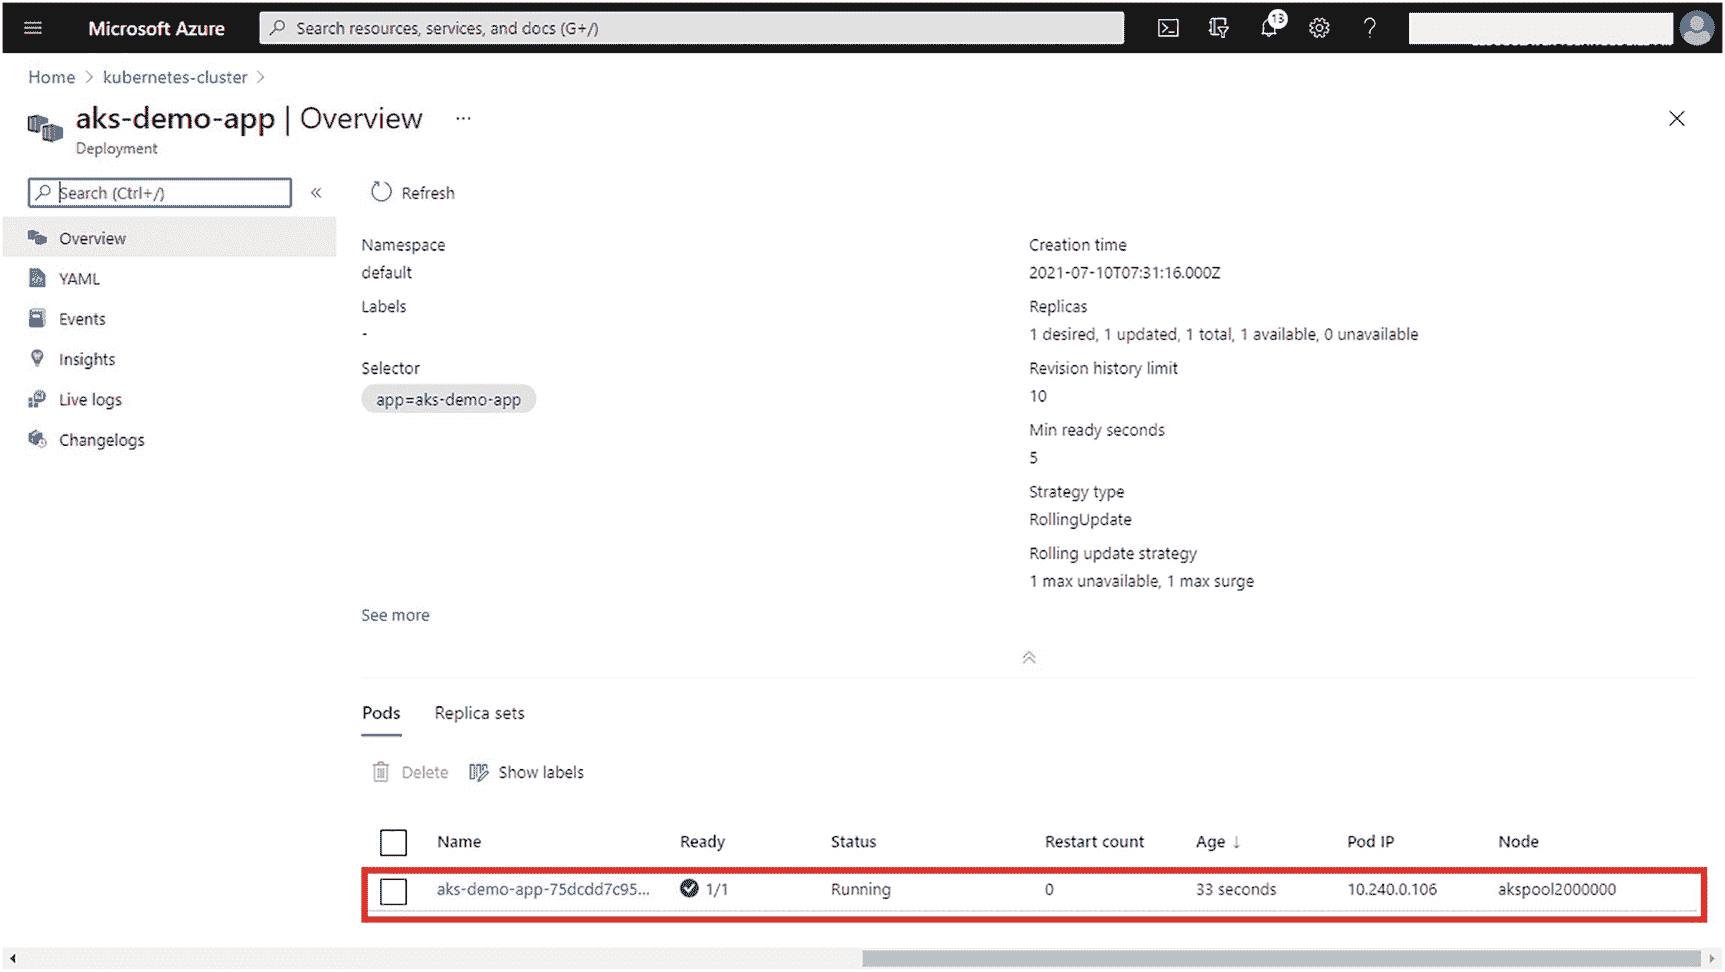 Microsoft Azure
Search resources, services, and docs (G+/)
13
Home > kubernetes-cluster >
aks-demo-app | Overview ...
Deployment
Search (Ctrl+/)
«
Refresh
Overview
YAML
Events
Insights
Live logs
Changelogs
Namespace
default
Labels
-
Selector
app=aks-demo-app
See more
Creation time
2021-07-10T07:31:16.000Z
Replicas
1 desired, 1 updated, 1 total, 1 available, 0 unavailable
Revision history limit
10
Min ready seconds
5
Strategy type
RollingUpdate
Rolling update strategy
1 max unavailable, 1 max surge
Pods Replica sets
Delete Show labels
Name Ready Status Restart count Age ↓ Pod IP Node
aks-demo-app-75dcdd7c95... 1/1 Running 0 33 seconds 10.240.0.106 akspool2000000